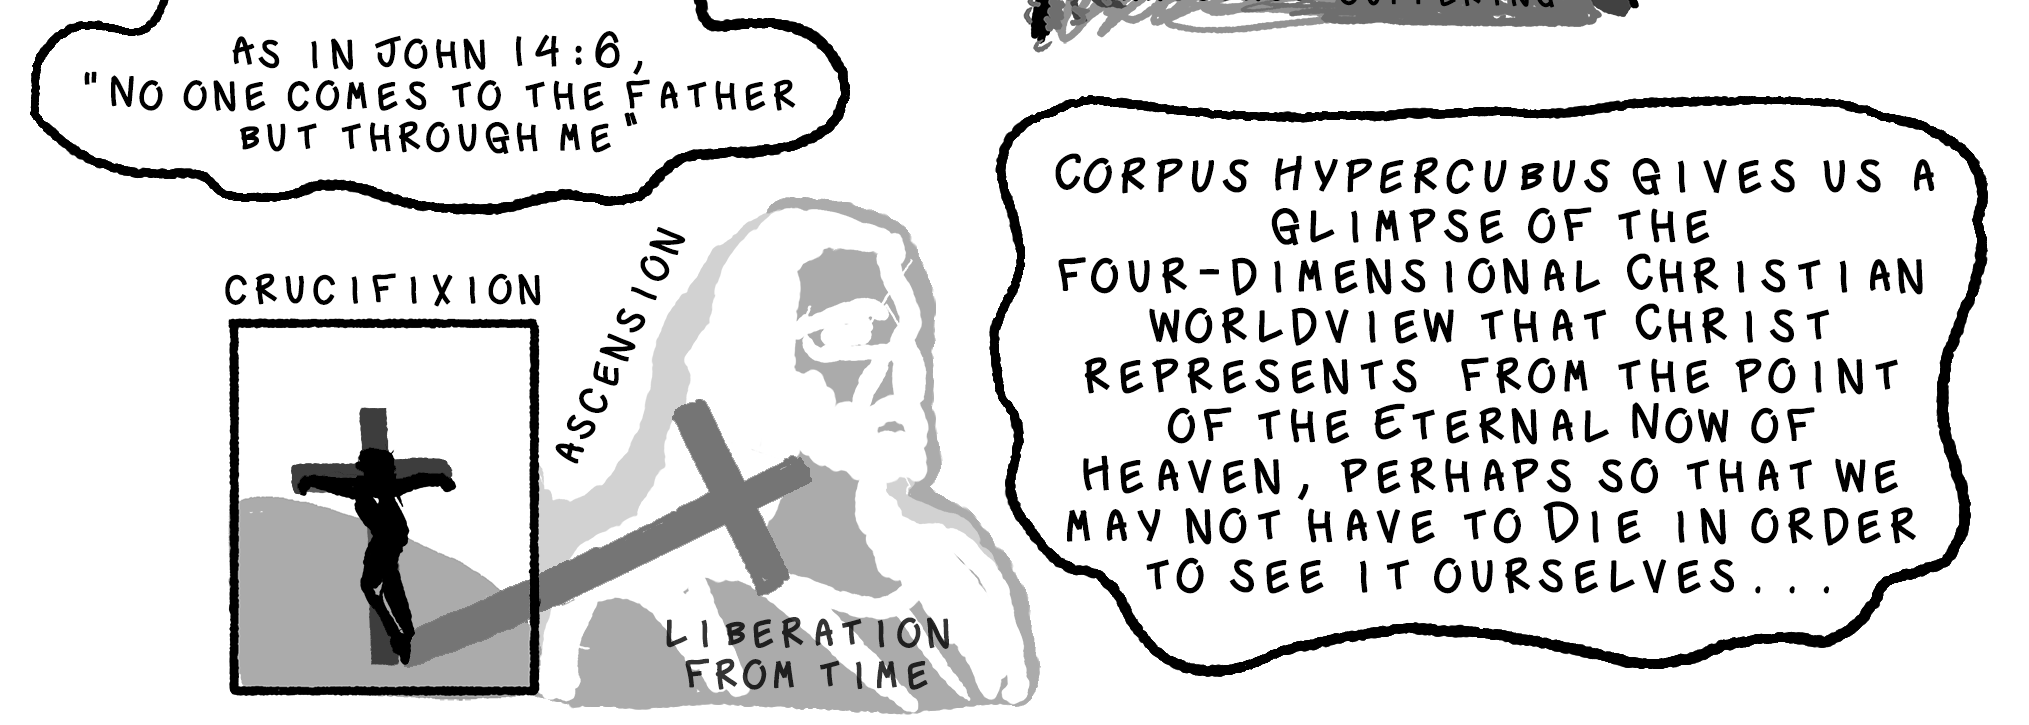 AS IN JOHN 14:6,
"NO ONE COMES TO THE FATHER
BUT THROUGH ME"
SUFFERING
CRUCIFIXION
ASCENSION
LIBERATION
FROM TIME
CORPUS HYPERCUBUS GIVES US A
GLIMPSE OF THE
FOUR-DIMENSIONAL CHRISTIAN
WORLDVIEW THAT CHRIST
REPRESENTS FROM THE POINT
OF THE ETERNAL NOW OF
HEAVEN, PERHAPS SO THAT WE
MAY NOT HAVE TO DIE IN ORDER
TO SEE IT OURSELVES...